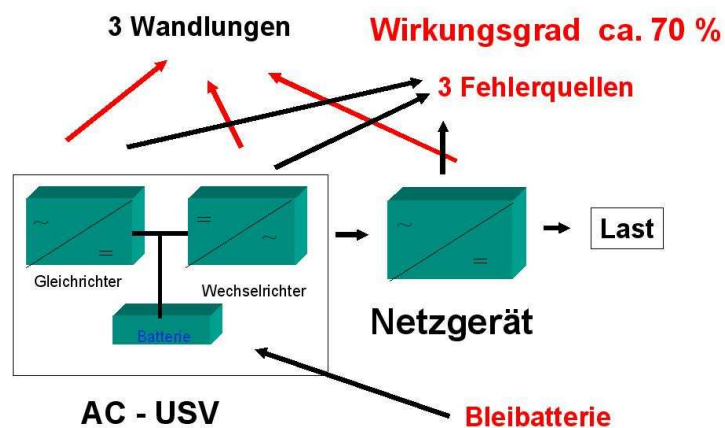 3 Wandlungen
Wirkungsgrad ca. 70 %
3 Fehlerquellen
~
=
=
~
~
=
Last
Gleichrichter
Wechselrichter
Batterie
Netzgerät
AC - USV
Bleibatterie